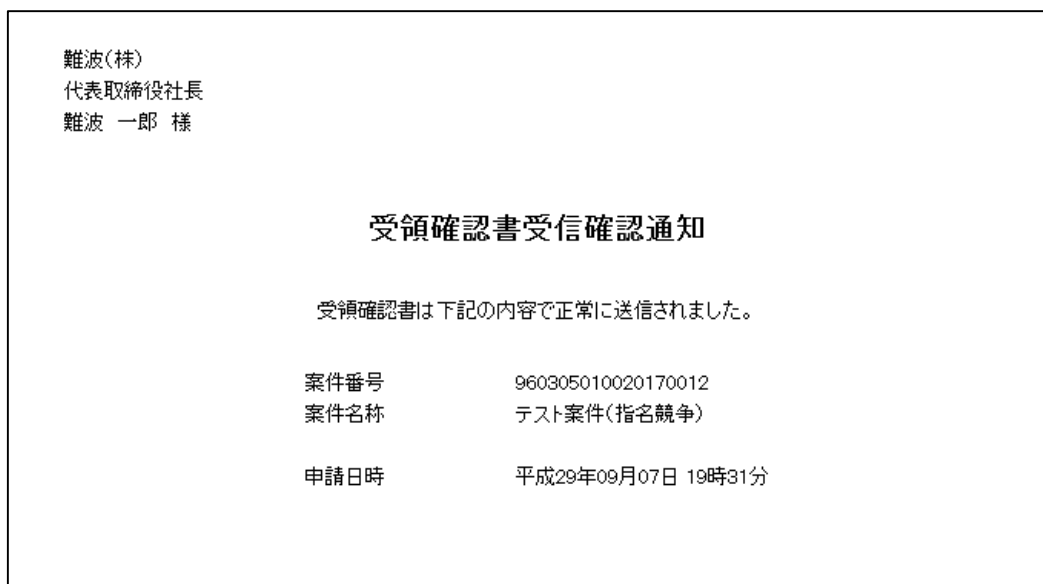 難波(株)
代表取締役社長
難波 一郎 様
受領確認書受信確認通知
受領確認書は下記の内容で正常に送信されました。
案件番号 960305010020170012
案件名称 テスト案件(指名競争)
申請日時 平成29年09月07日 19時31分